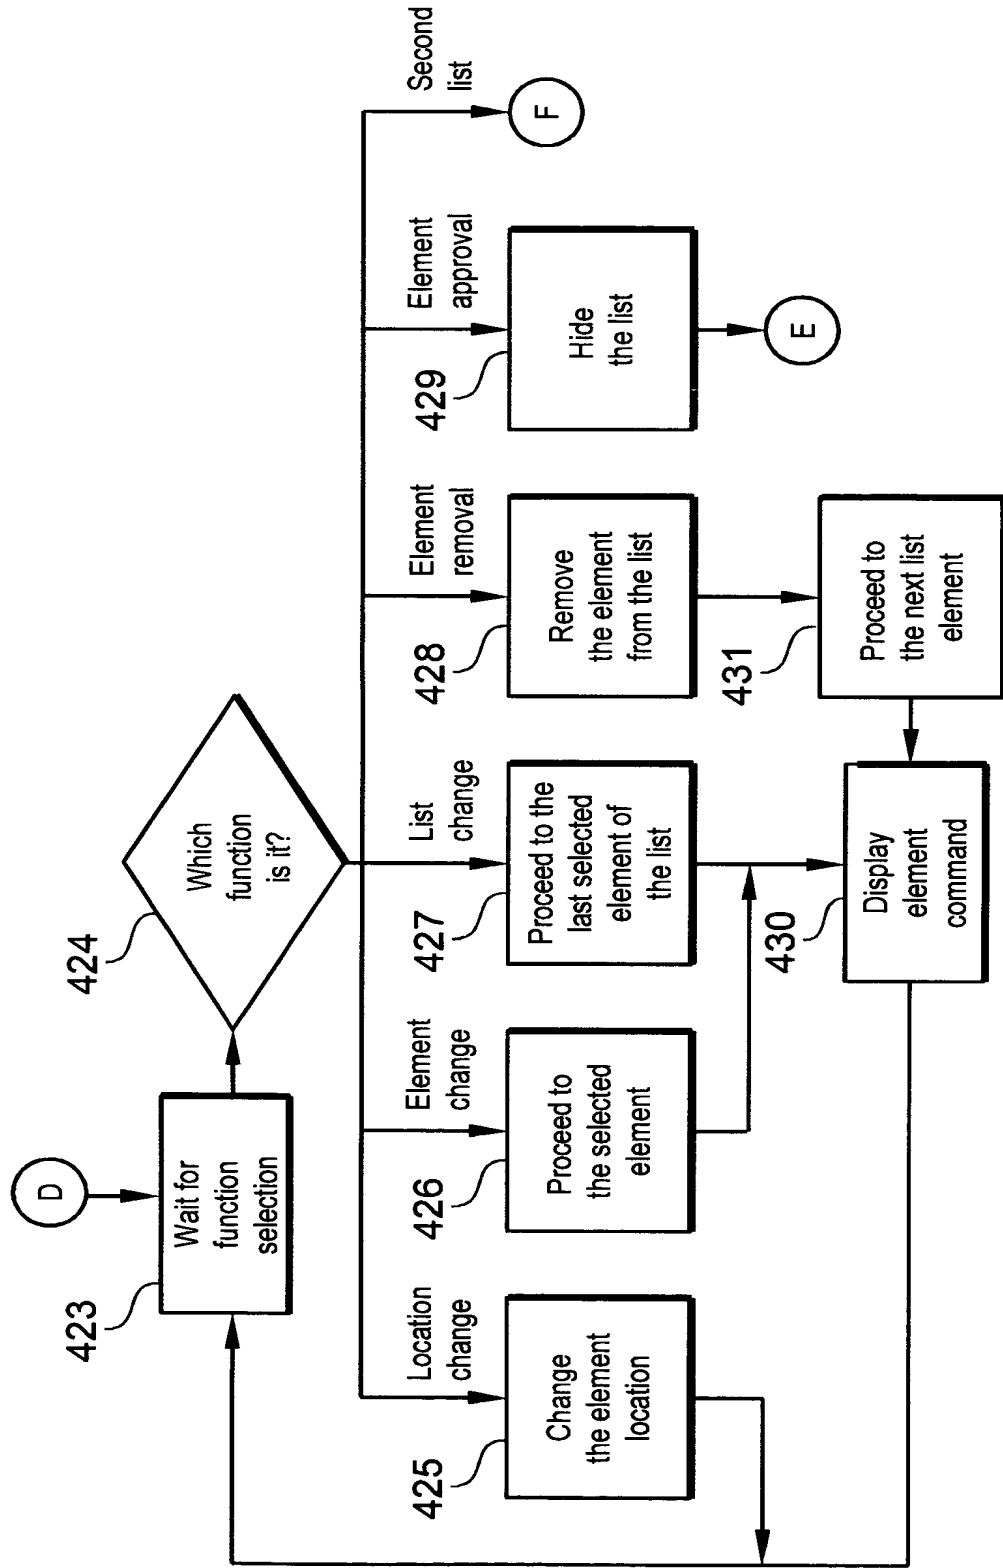 D
423
Wait for
function
selection
424
Which
function
is it?
Location
change
Element
change
List
change
Element
removal
Element
approval
Second
list
425
Change
the element
location
426
Proceed to
the selected
element
427
Proceed to the
last selected
element of
the list
428
Remove
the element
from the list
429
Hide
the list
F
430
Display
element
command
431
Proceed to
the next list
element
E